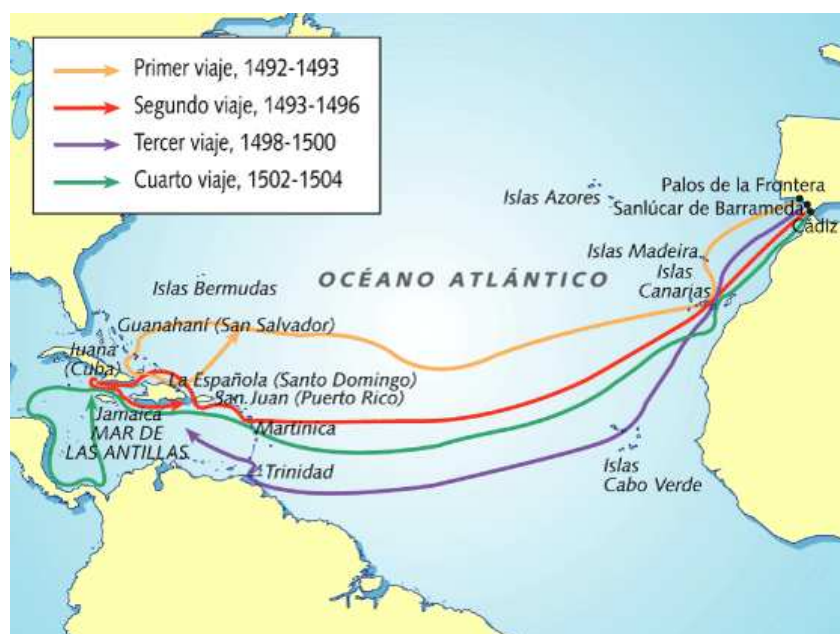 Primer viaje, 1492-1493
Segundo viaje, 1493-1496
Tercer viaje, 1498-1500
Cuarto viaje, 1502-1504
Palos de la Frontera
Islas Azores
Sanlúcar de Barrameda
Cádiz
Islas Madeira
Islas
Canarias
OCÉANO ATLÁNTICO
Islas Bermudas
Guanahaní (San Salvador)
Juana
(Cuba)
La Española (Santo Domingo)
San Juan (Puerto Rico)
Jamaica
Martinica
MAR DE
LAS ANTILLAS
Trinidad
Islas
Cabo Verde